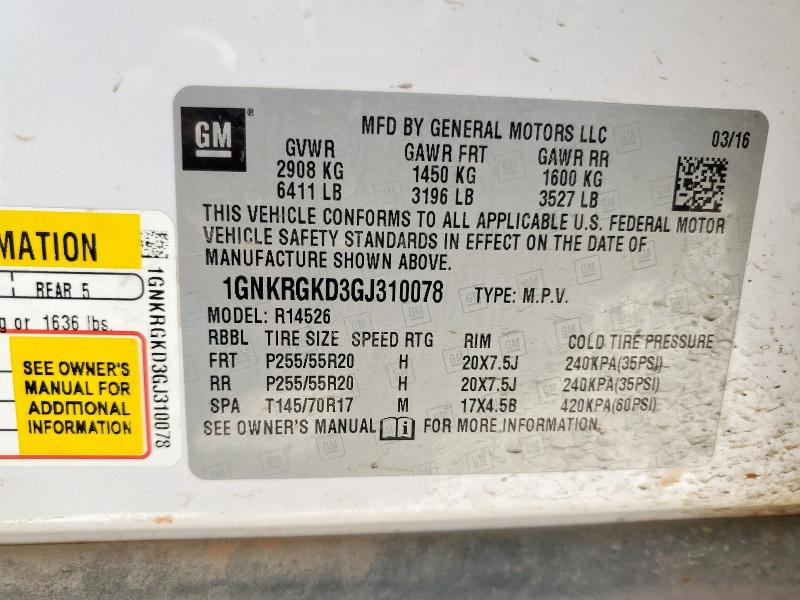 GM
MFD BY GENERAL MOTORS LLC
03/16
GVWR GAWR FRT GAWR RR
2908 KG 1450 KG 1600 KG
6411 LB 3196 LB 3527 LB
THIS VEHICLE CONFORMS TO ALL APPLICABLE U.S. FEDERAL MOTOR
VEHICLE SAFETY STANDARDS IN EFFECT ON THE DATE OF
MANUFACTURE SHOWN ABOVE.
1GNKRGKD3GJ310078 TYPE: M.P.V.
MODEL: R14526
RBBL TIRE SIZE SPEED RTG RIM COLD TIRE PRESSURE
FRT P255/55R20 H 20X7.5J 240KPA(35PSI)
RR P255/55R20 H 20X7.5J 240KPA(35PSI)
SPA T145/70R17 M 17X4.5B 420KPA(60PSI)
SEE OWNER'S MANUAL FOR MORE INFORMATION.
MATION
REAR 5
or 1636 lbs.
SEE OWNER'S
MANUAL FOR
ADDITIONAL
INFORMATION
1GNKRGKD3GJ310078